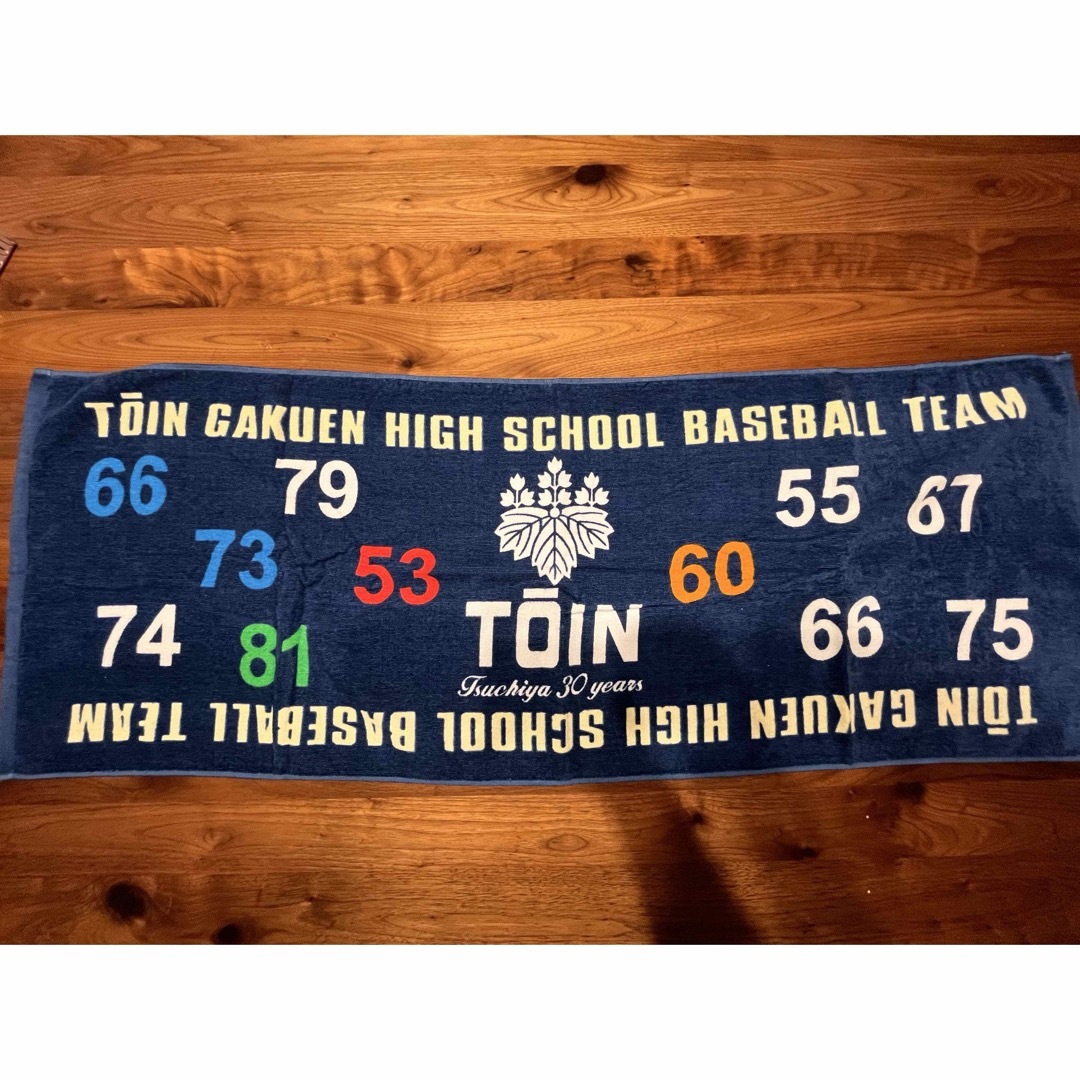 TŌIN GAKUEN HIGH SCHOOL BASEBALL TEAM
66 79 55 67
73 53 60
74 81 66 75
TŌIN
Tsuchiya 30 years
TŌIN GAKUEN HIGH SCHOOL BASEBALL TEAM